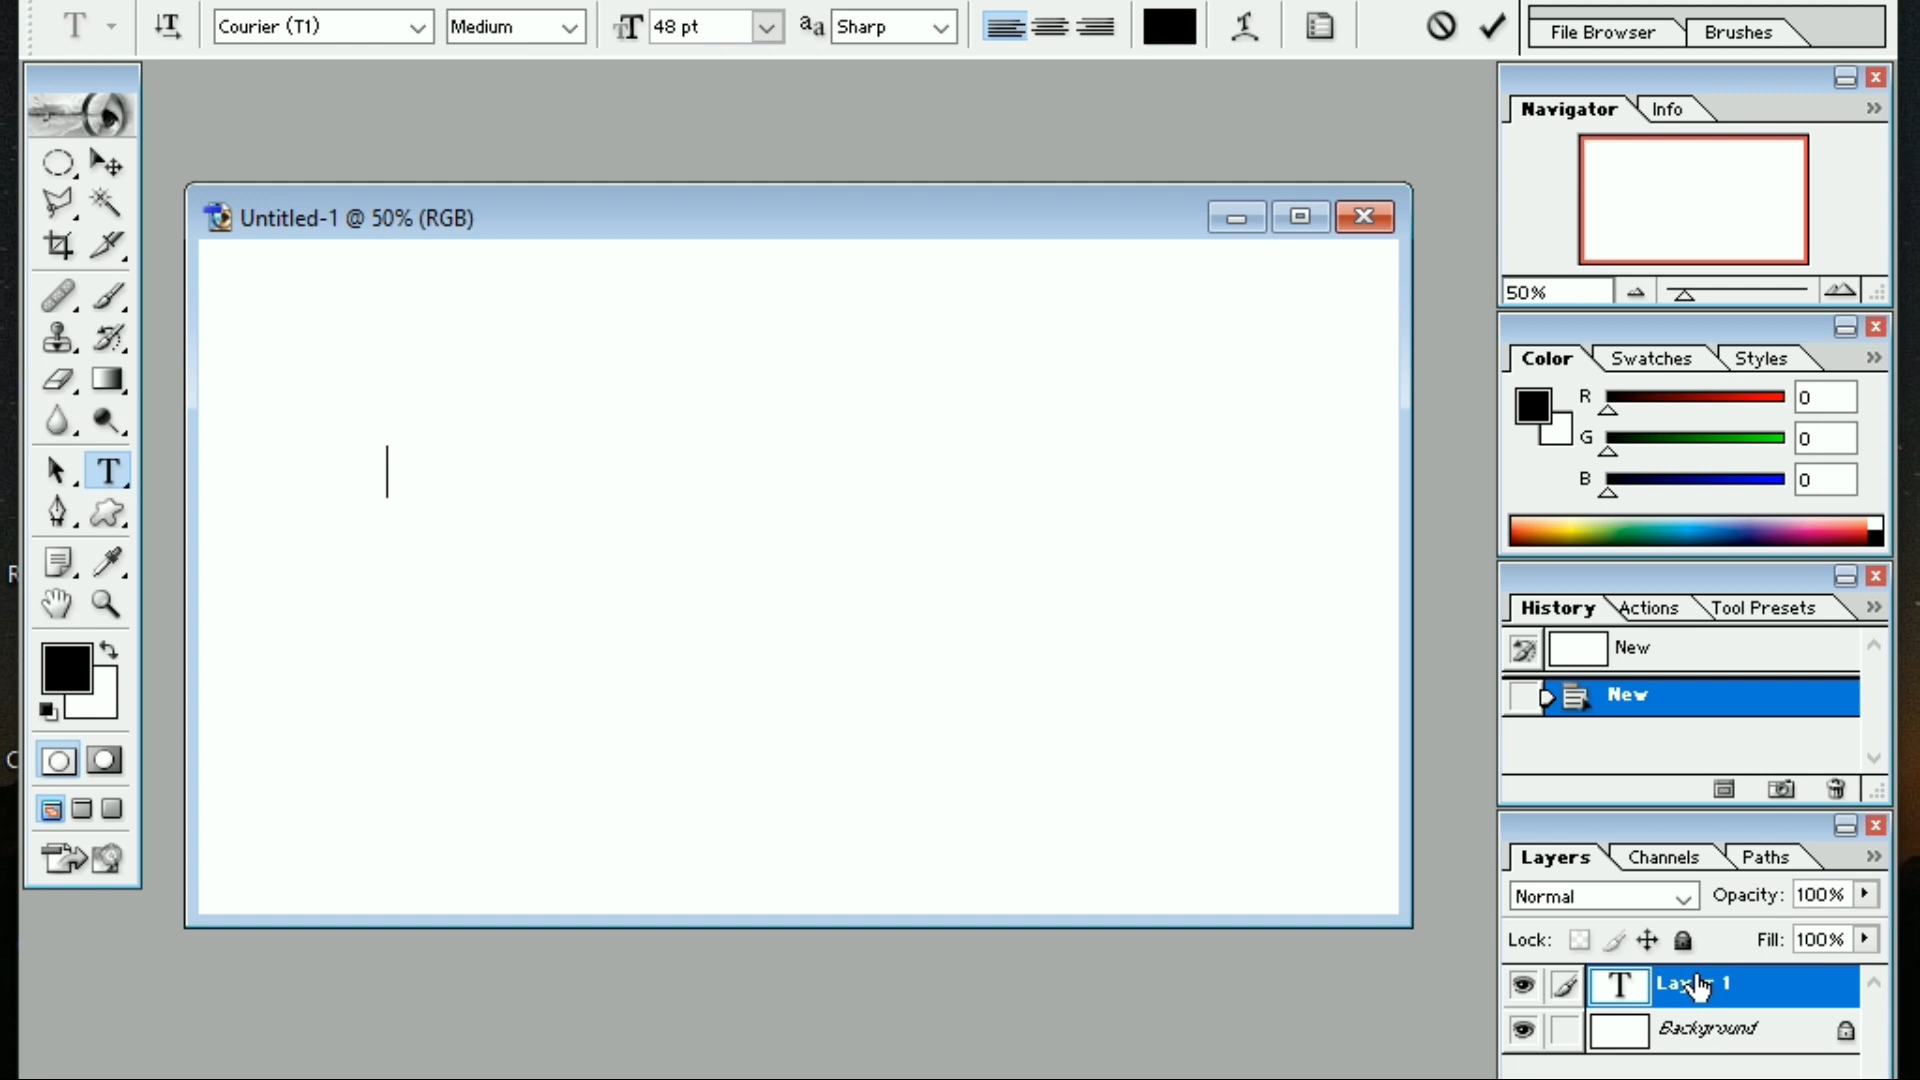 T Courier (T1) Medium 48 pt aa Sharp
File Browser Brushes
Untitled-1 @ 50% (RGB)
T
Navigator Info
50%
Color Swatches Styles
R 0
G 0
B 0
History Actions Tool Presets
New
New
Layers Channels Paths
Normal Opacity: 100%
Lock: Fill: 100%
T Layer 1
Background